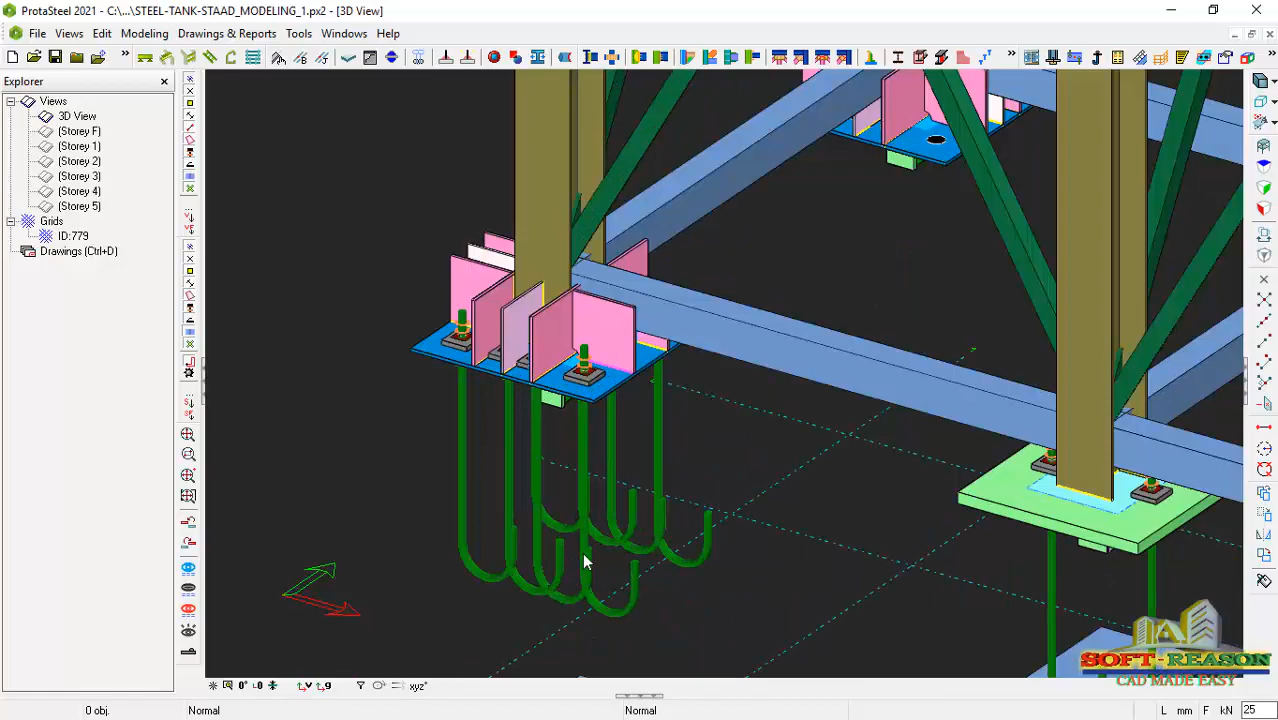 ProtaSteel 2021 - C:\...\STEEL-TANK-STAAD_MODELING_1.px2 - [3D View]
File Views Edit Modeling Drawings & Reports Tools Windows Help
Explorer
Views
3D View
(Storey F)
(Storey 1)
(Storey 2)
(Storey 3)
(Storey 4)
(Storey 5)
Grids
ID:779
Drawings (Ctrl+D)
SOFT-REASON
CAD MADE EASY
0 obj. Normal Normal L mm F kN 25